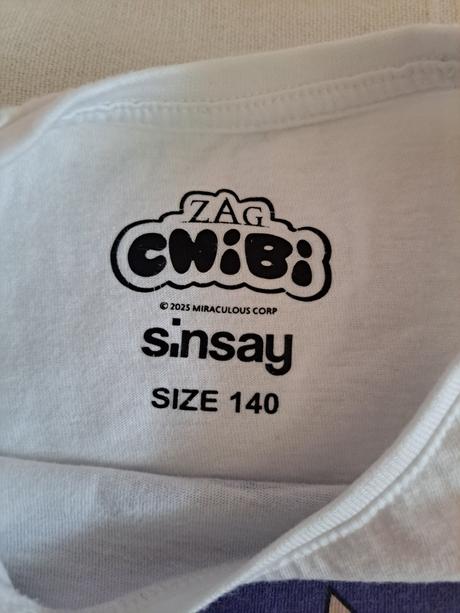 ZAG
CHiBi
© 2025 MIRACULOUS CORP
sinsay
SIZE 140